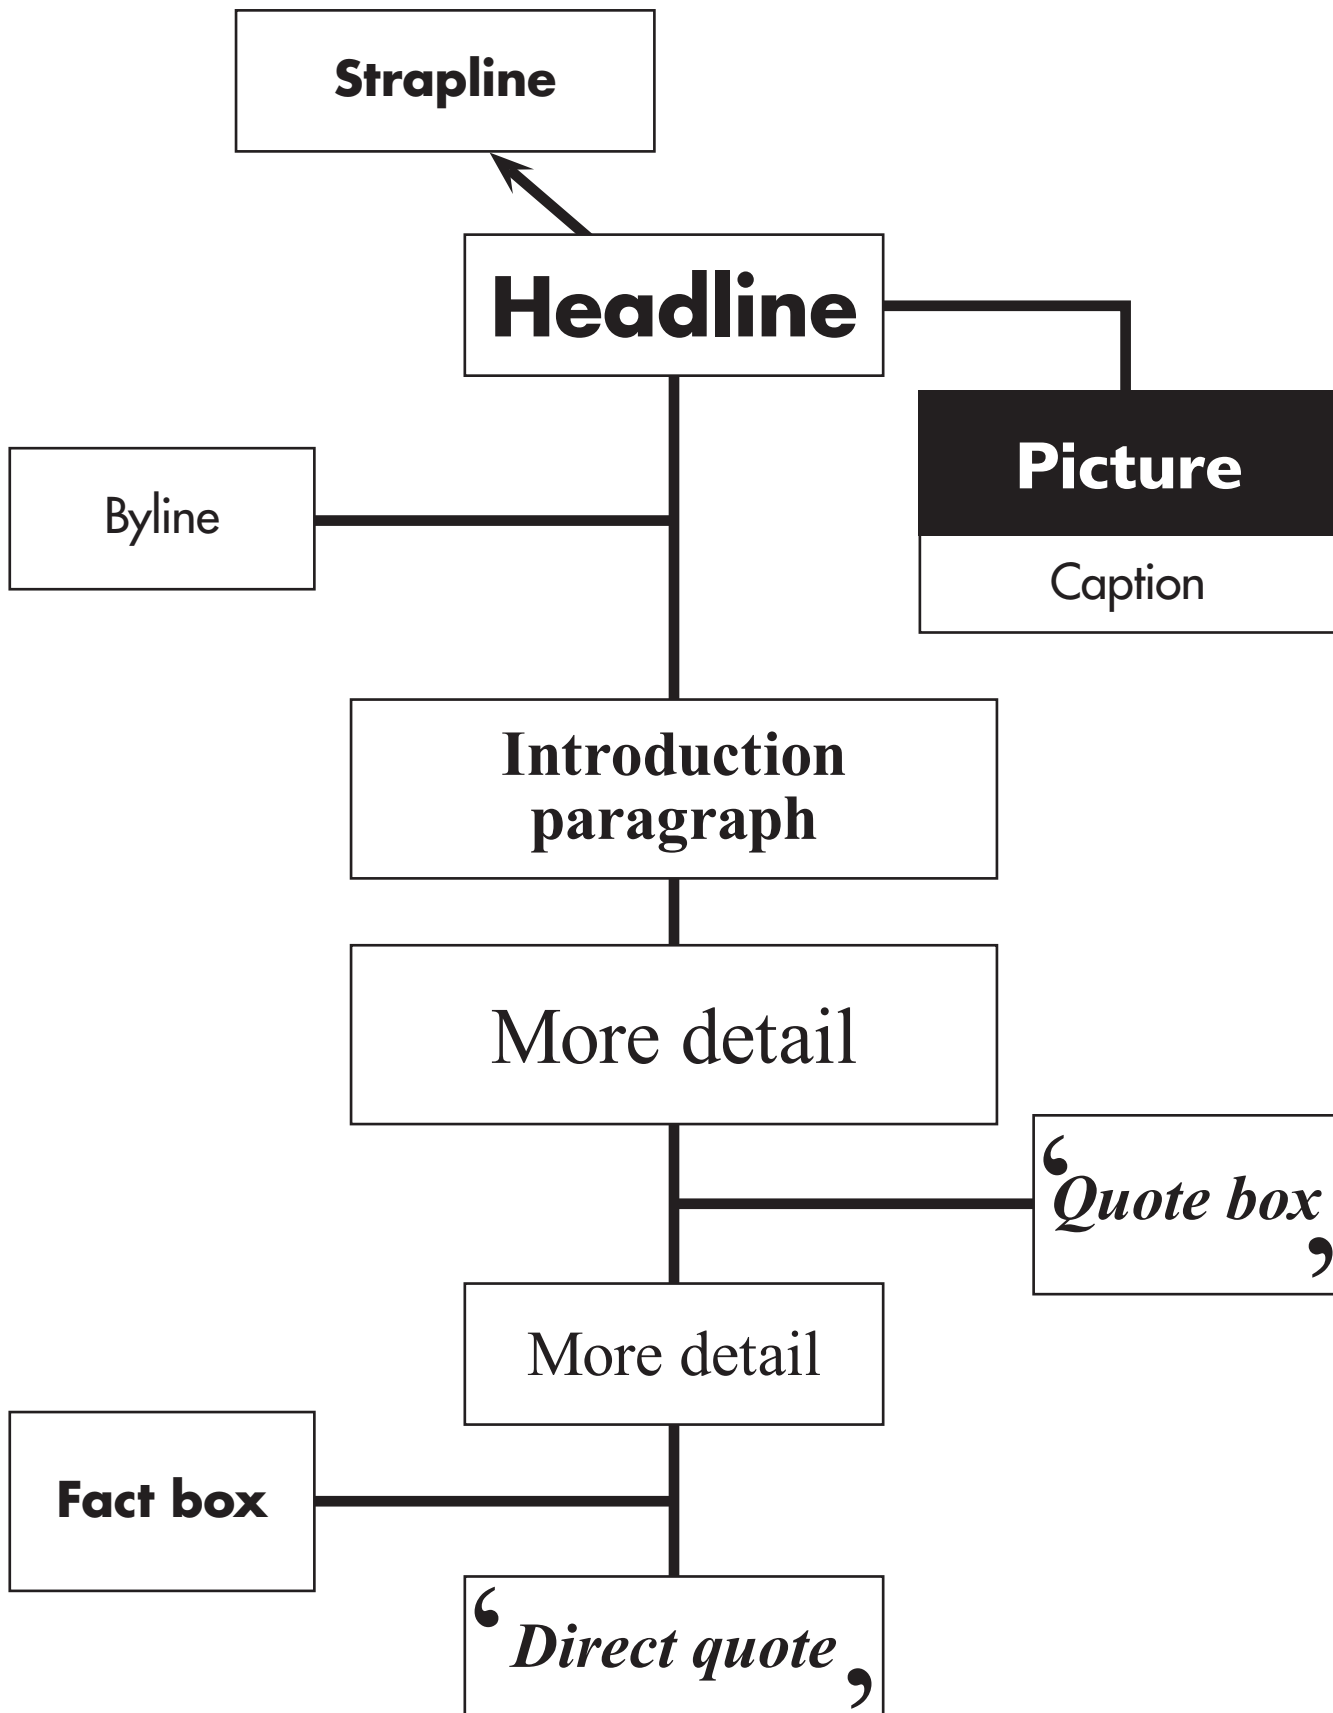 Strapline
Headline
Picture
Byline
Caption
Introduction
paragraph
More detail
‘Quote box’
More detail
Fact box
‘Direct quote’